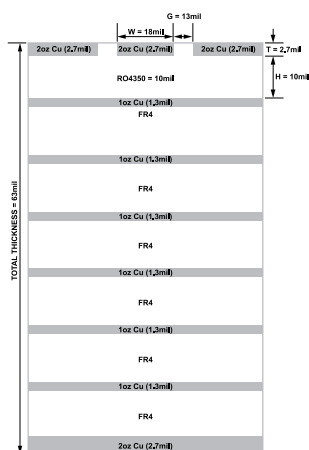 G = 13mil
W = 18mil
2oz Cu (2.7mil)
2oz Cu (2.7mil)
2oz Cu (2.7mil)
T = 2.7mil
RO4350 = 10mil
H = 10mil
1oz Cu (1.3mil)
FR4
1oz Cu (1.3mil)
FR4
1oz Cu (1.3mil)
FR4
1oz Cu (1.3mil)
FR4
1oz Cu (1.3mil)
FR4
1oz Cu (1.3mil)
FR4
2oz Cu (2.7mil)
TOTAL THICKNESS = 63mil